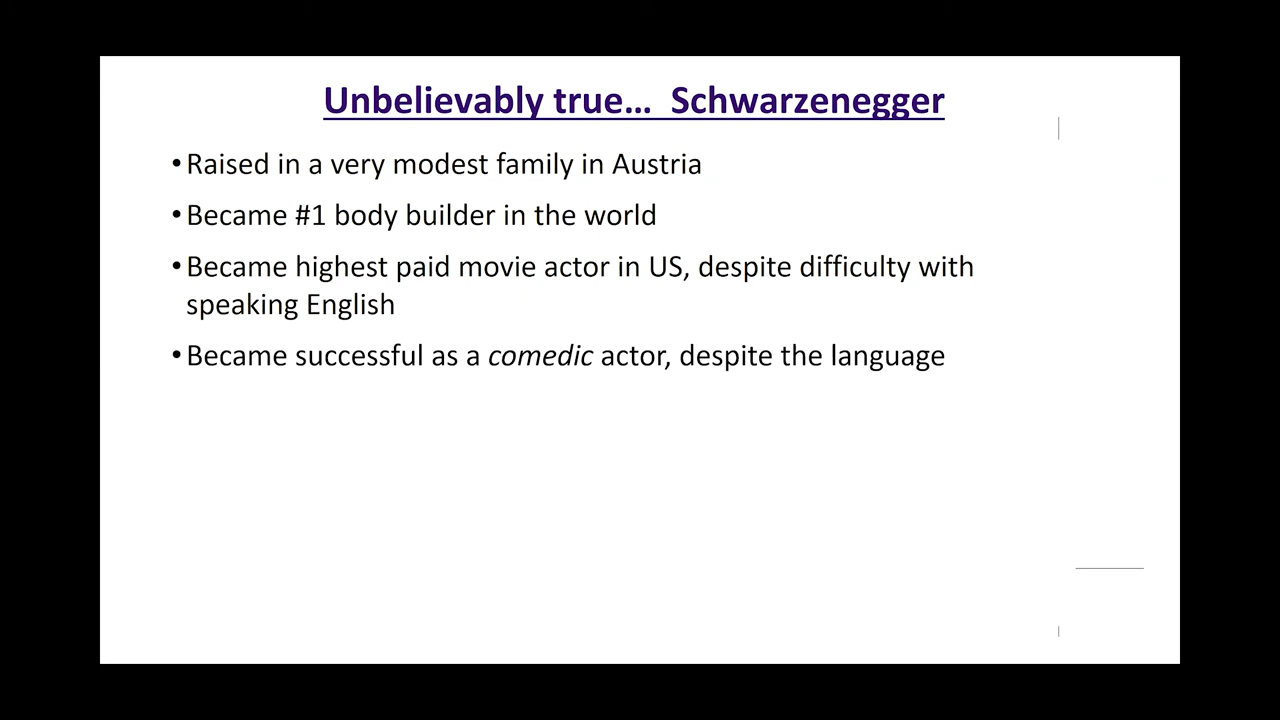 Unbelievably true… Schwarzenegger
•Raised in a very modest family in Austria
•Became #1 body builder in the world
•Became highest paid movie actor in US, despite difficulty with
speaking English
•Became successful as a comedic actor, despite the language